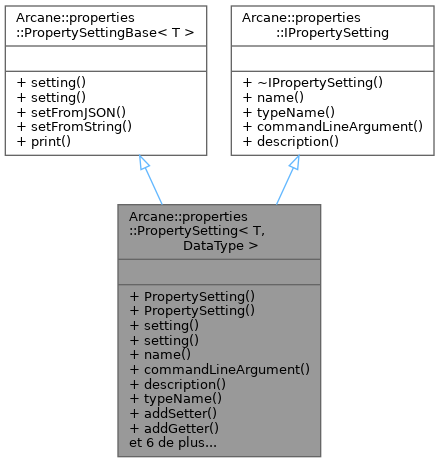 Arcane::properties
::PropertySettingBase< T >
+ setting()
+ setting()
+ setFromJSON()
+ setFromString()
+ print()
Arcane::properties
::IPropertySetting
+ ~IPropertySetting()
+ name()
+ typeName()
+ commandLineArgument()
+ description()
Arcane::properties
::PropertySetting< T,
DataType >
+ PropertySetting()
+ PropertySetting()
+ setting()
+ setting()
+ name()
+ commandLineArgument()
+ description()
+ typeName()
+ addSetter()
+ addGetter()
et 6 de plus...